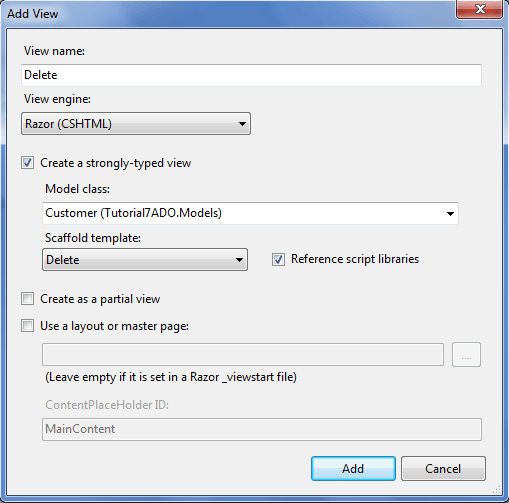 Add View
View name:
Delete
View engine:
Razor (CSHTML)
Create a strongly-typed view
Model class:
Customer (Tutorial7ADO.Models)
Scaffold template:
Delete
Reference script libraries
Create as a partial view
Use a layout or master page:
...
(Leave empty if it is set in a Razor _viewstart file)
ContentPlaceHolder ID:
MainContent
Add
Cancel